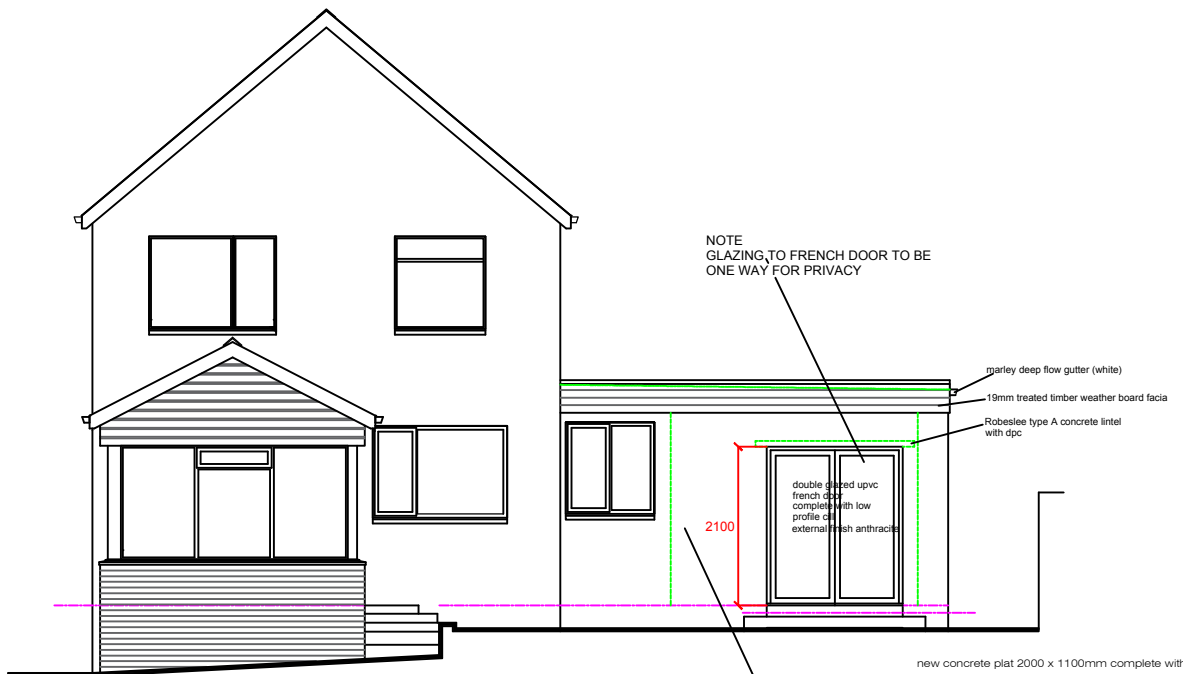 NOTE
GLAZING TO FRENCH DOOR TO BE
ONE WAY FOR PRIVACY
marley deep flow gutter (white)
19mm treated timber weather board facia
Robeslee type A concrete lintel
with dpc
double glazed upvc
french door
complete with low
profile cill
external finish anthracite
2100
new concrete plat 2000 x 1100mm complete with